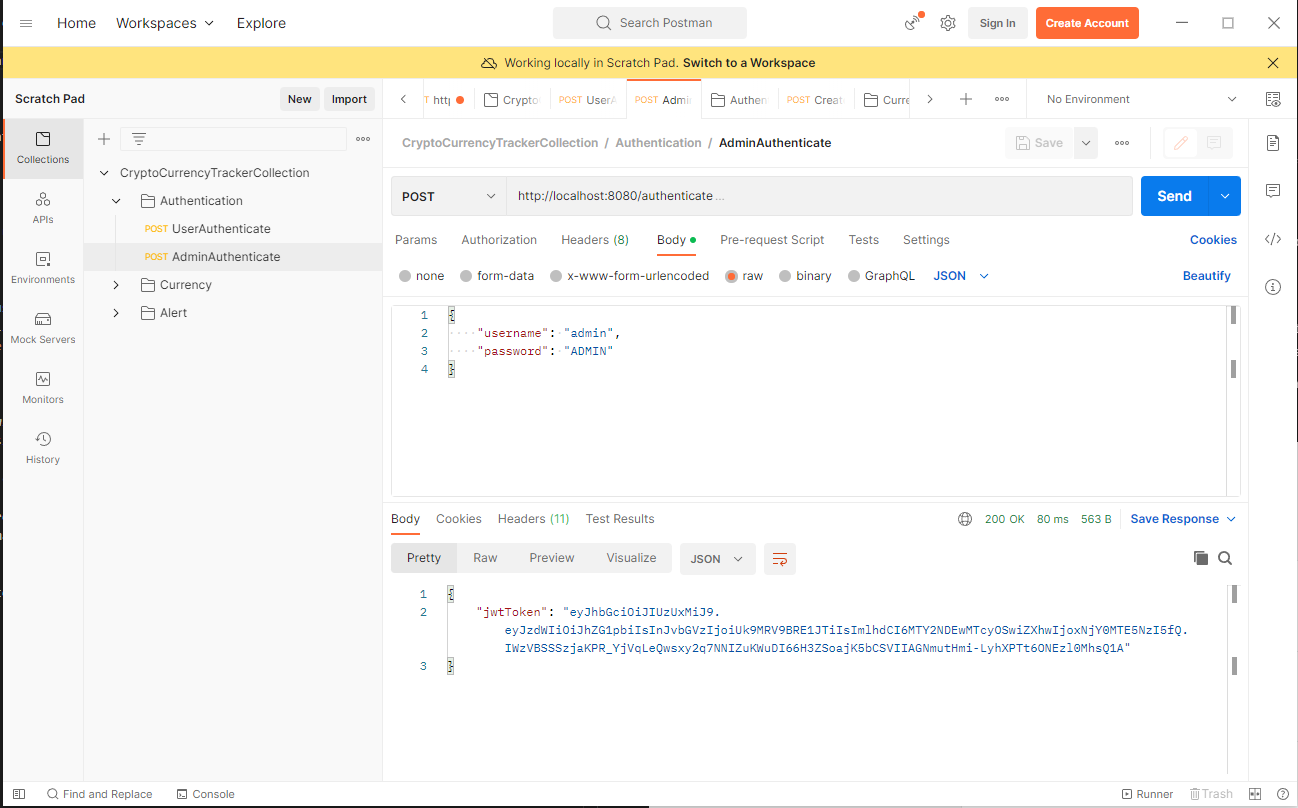 Home Workspaces Explore Search Postman Sign In Create Account
Working locally in Scratch Pad. Switch to a Workspace
Scratch Pad New Import
T http POST UserA POST Admi Authen POST Creat Curre No Environment
Crypto
Collections
APIs
Environments
Mock Servers
Monitors
History
CryptoCurrencyTrackerCollection
Authentication
POST UserAuthenticate
POST AdminAuthenticate
Currency
Alert
CryptoCurrencyTrackerCollection / Authentication / AdminAuthenticate Save
POST http://localhost:8080/authenticate ... Send
Params Authorization Headers (8) Body Pre-request Script Tests Settings Cookies
none form-data x-www-form-urlencoded raw binary GraphQL JSON Beautify
1 {
2 ····"username":·"admin",
3 ····"password":·"ADMIN"
4 }
Body Cookies Headers (11) Test Results 200 OK 80 ms 563 B Save Response
Pretty Raw Preview Visualize JSON
1 {
2 "jwtToken": "eyJhbGciOiJIUzUxMiJ9.
eyJzdWIiOiJhZG1pbiIsInJvbGVzIjoiUk9MRV9BRE1JTiIsImlhdCI6MTY2NDEwMTcyOSwiZXhwIjoxNjY0MTE5NzI5fQ.
IWzVBSSSzjaKPR_YjVqLeQwsxy2q7NNIZuKWuDI66H3ZSoajK5bCSVIIAGNmutHmi-LyhXPTt6ONEzl0MhsQ1A"
3 }
Find and Replace Console Runner Trash